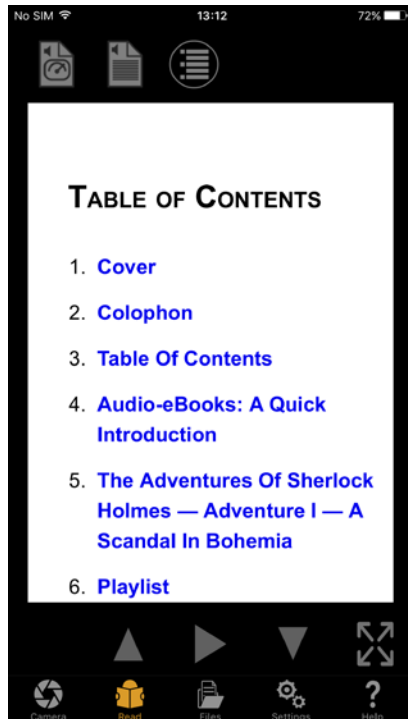 No SIM 13:12 72%
TABLE OF CONTENTS
1. Cover
2. Colophon
3. Table Of Contents
4. Audio-eBooks: A Quick
Introduction
5. The Adventures Of Sherlock
Holmes — Adventure I — A
Scandal In Bohemia
6. Playlist
Camera Read Files Settings Help